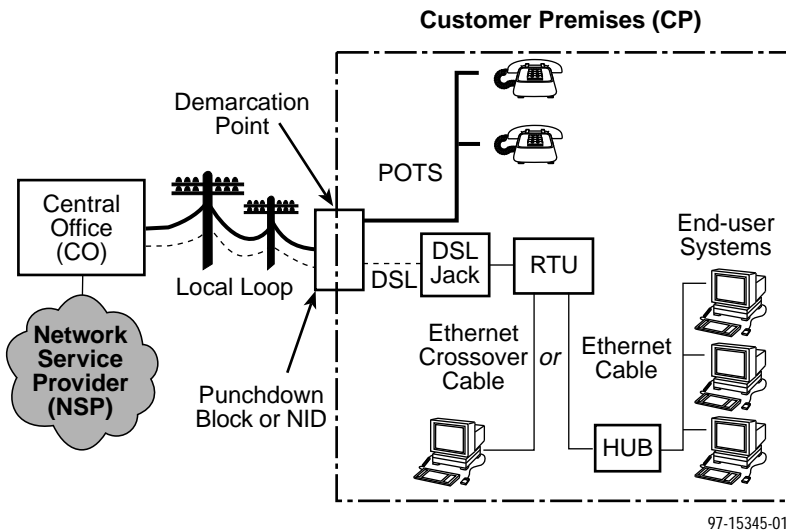 Customer Premises (CP)
Demarcation
Point
POTS
Central
Office
(CO)
Local Loop
DSL
DSL
Jack
RTU
End-user
Systems
Network
Service
Provider
(NSP)
Punchdown
Block or NID
Ethernet
Crossover
Cable
or
Ethernet
Cable
HUB
97-15345-01